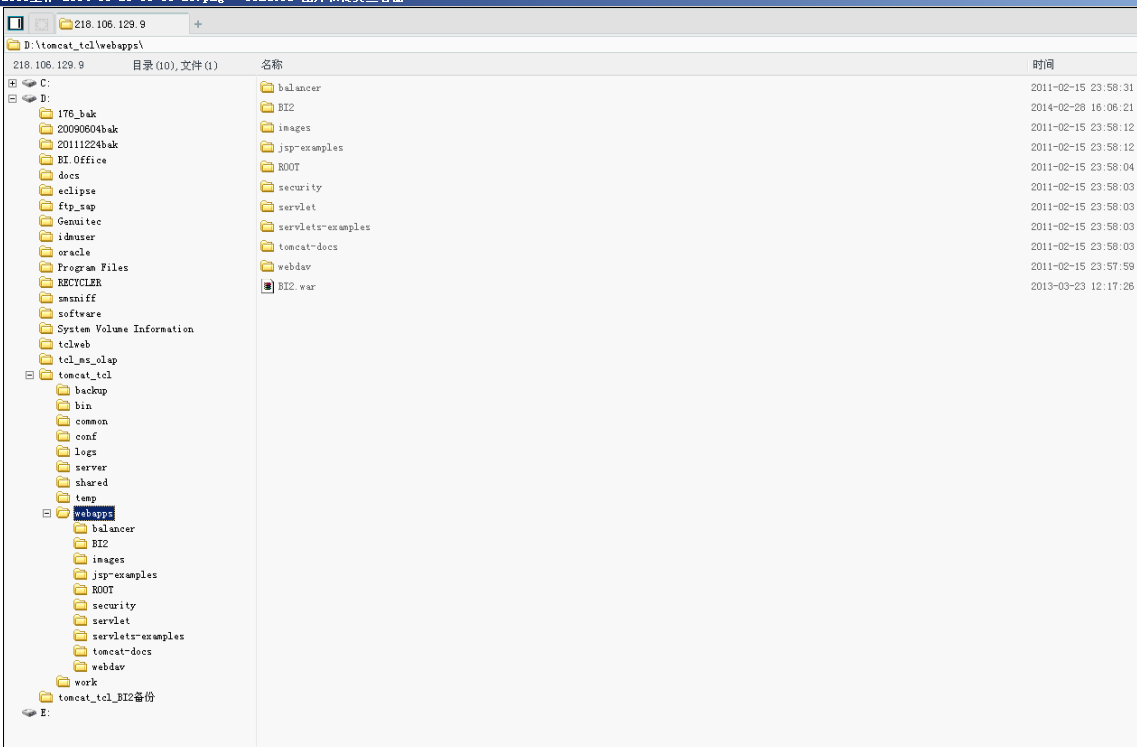 218.106.129.9 +
D:\tomcat_tcl\webapps\
218.106.129.9 目录(10),文件(1) 名称 时间
C:
D:
176_bak
20090604bak
20111224bak
BI.Office
docs
eclipse
ftp_sap
Genuitec
idmuser
oracle
Program Files
RECYCLER
smsniff
software
System Volume Information
tclweb
tcl_ms_olap
tomcat_tcl
backup
bin
common
conf
logs
server
shared
temp
webapps
balancer
BI2
images
jsp-examples
ROOT
security
servlet
servlets-examples
tomcat-docs
webdav
work
tomcat_tcl_BI2备份
E:
balancer 2011-02-15 23:58:31
BI2 2014-02-28 16:06:21
images 2011-02-15 23:58:12
jsp-examples 2011-02-15 23:58:12
ROOT 2011-02-15 23:58:04
security 2011-02-15 23:58:03
servlet 2011-02-15 23:58:03
servlets-examples 2011-02-15 23:58:03
tomcat-docs 2011-02-15 23:58:03
webdav 2011-02-15 23:57:59
BI2.war 2013-03-23 12:17:26